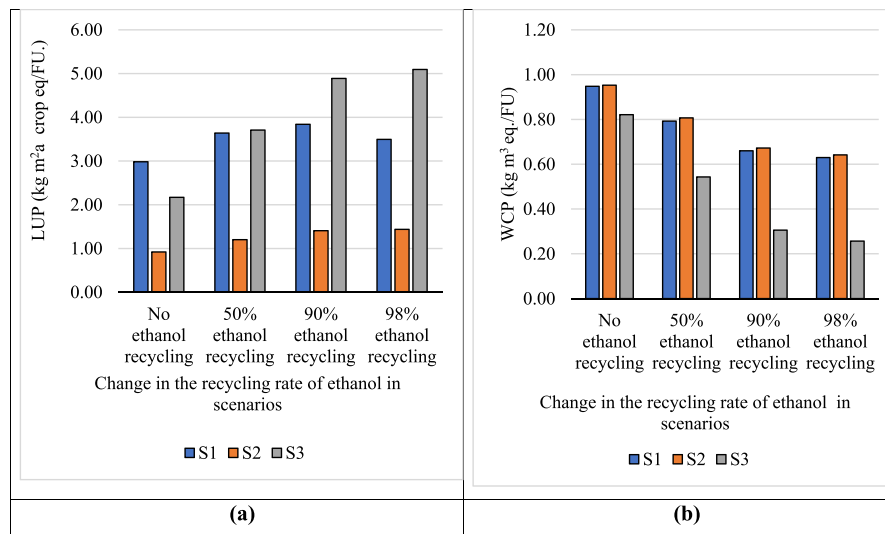 LUP (kg m²a crop eq/FU.)
6.00
5.00
4.00
3.00
2.00
1.00
0.00
No ethanol recycling
50% ethanol recycling
90% ethanol recycling
98% ethanol recycling
Change in the recycling rate of ethanol in
scenarios
S1 S2 S3
(a)
WCP (kg m³ eq./FU)
1.20
1.00
0.80
0.60
0.40
0.20
0.00
No ethanol recycling
50% ethanol recycling
90% ethanol recycling
98% ethanol recycling
Change in the recycling rate of ethanol in
scenarios
S1 S2 S3
(b)